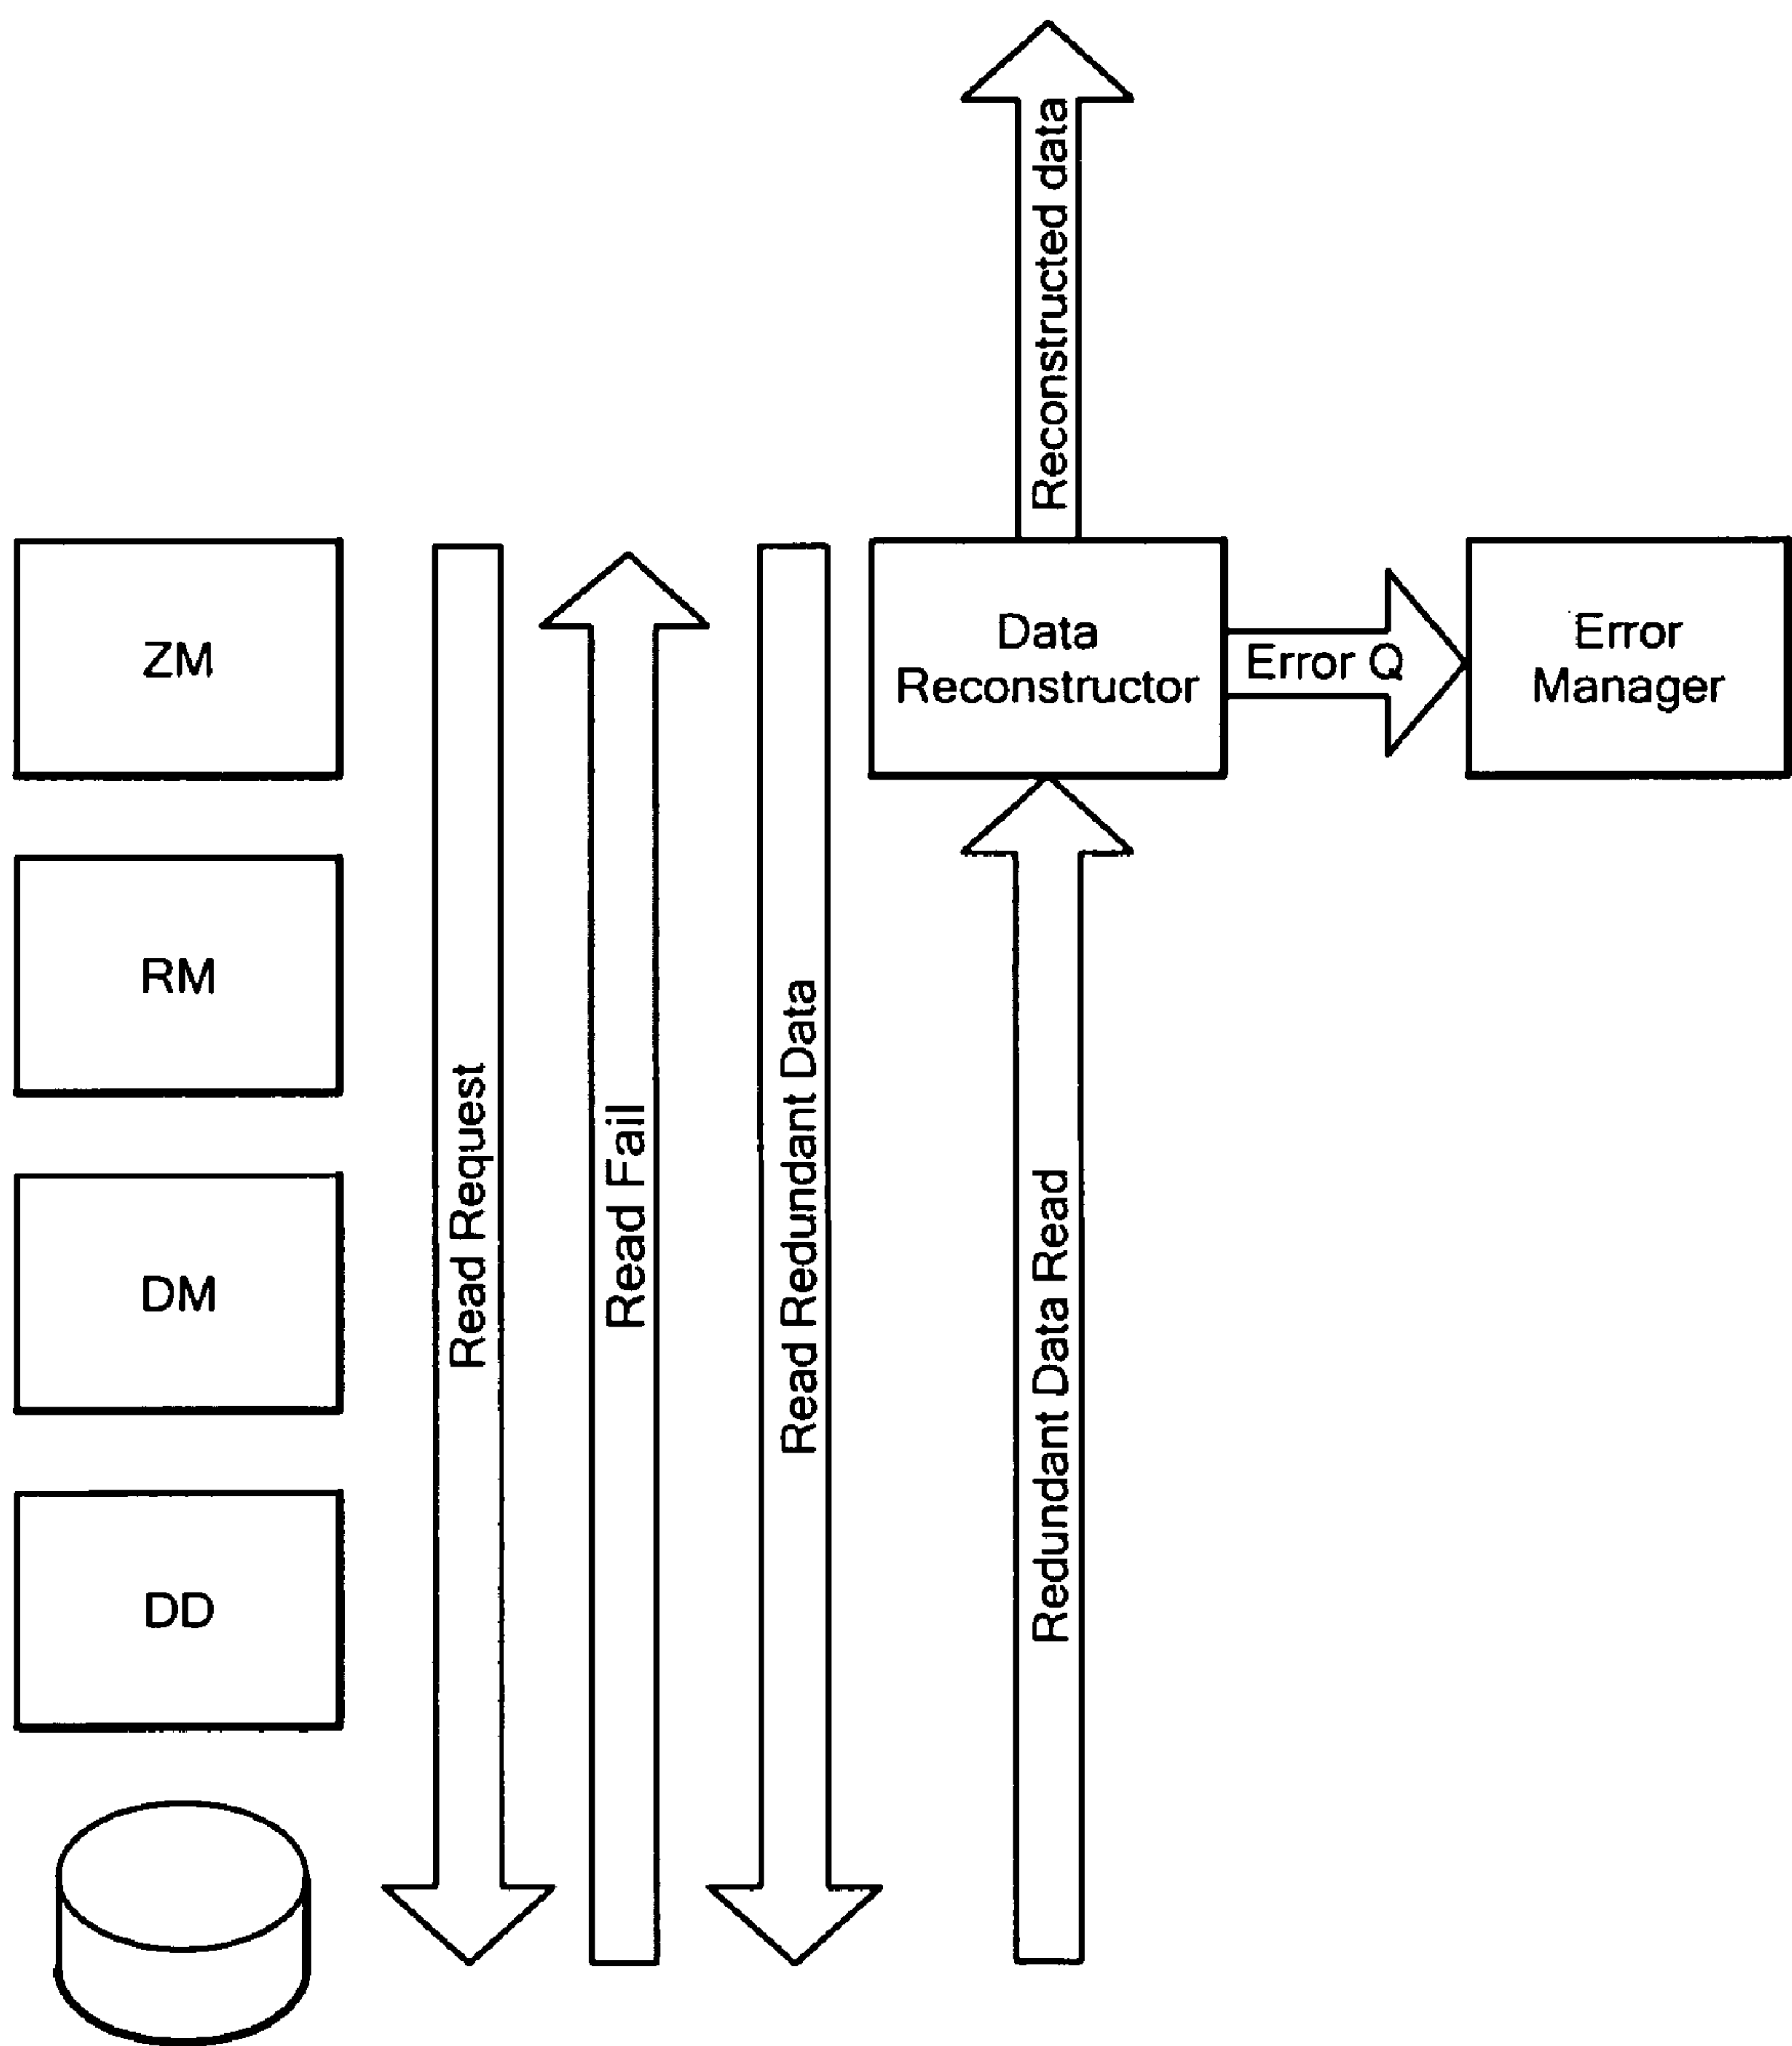 Reconstructed data
ZM
Data
Reconstructor
Error Q
Error
Manager
RM
DM
DD
Read Request
Read Fail
Read Redundant Data
Redundant Data Read